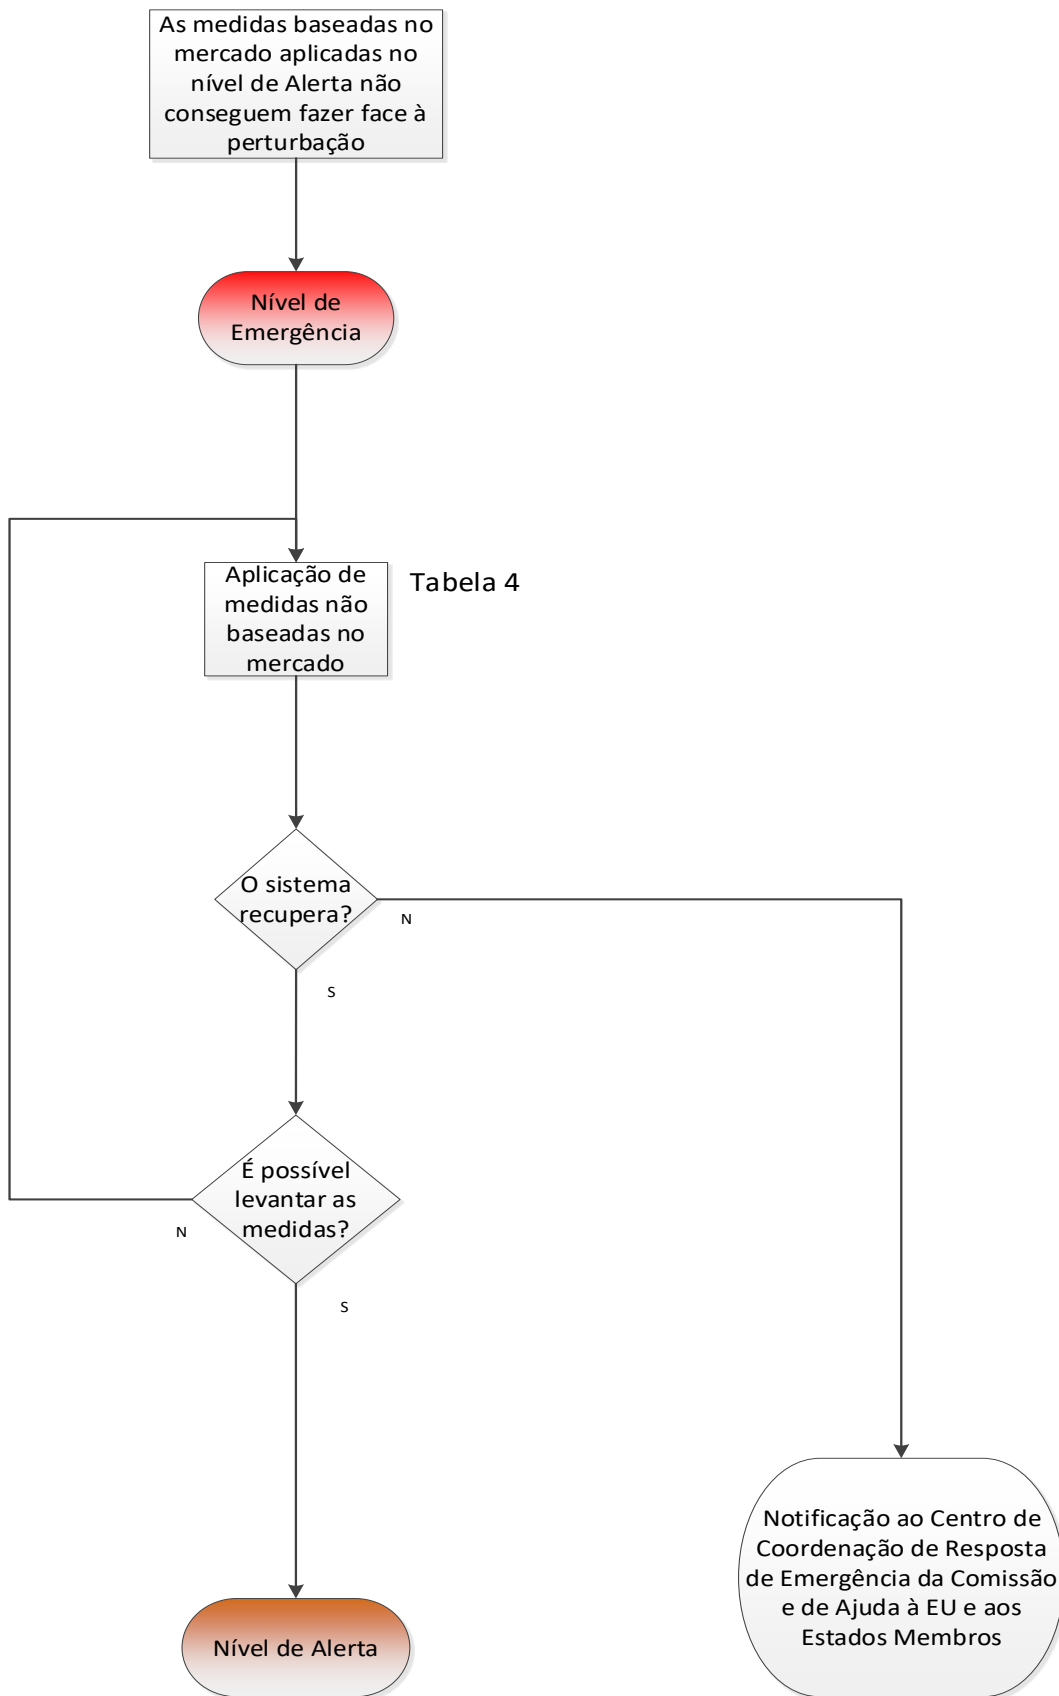 As medidas baseadas no
mercado aplicadas no
nível de Alerta não
conseguem fazer face à
perturbação
Nível de
Emergência
Aplicação de
medidas não
baseadas no
mercado
Tabela 4
O sistema
recupera?
N
S
É possível
levantar as
medidas?
N
S
Notificação ao Centro de
Coordenação de Resposta
de Emergência da Comissão
e de Ajuda à EU e aos
Estados Membros
Nível de Alerta